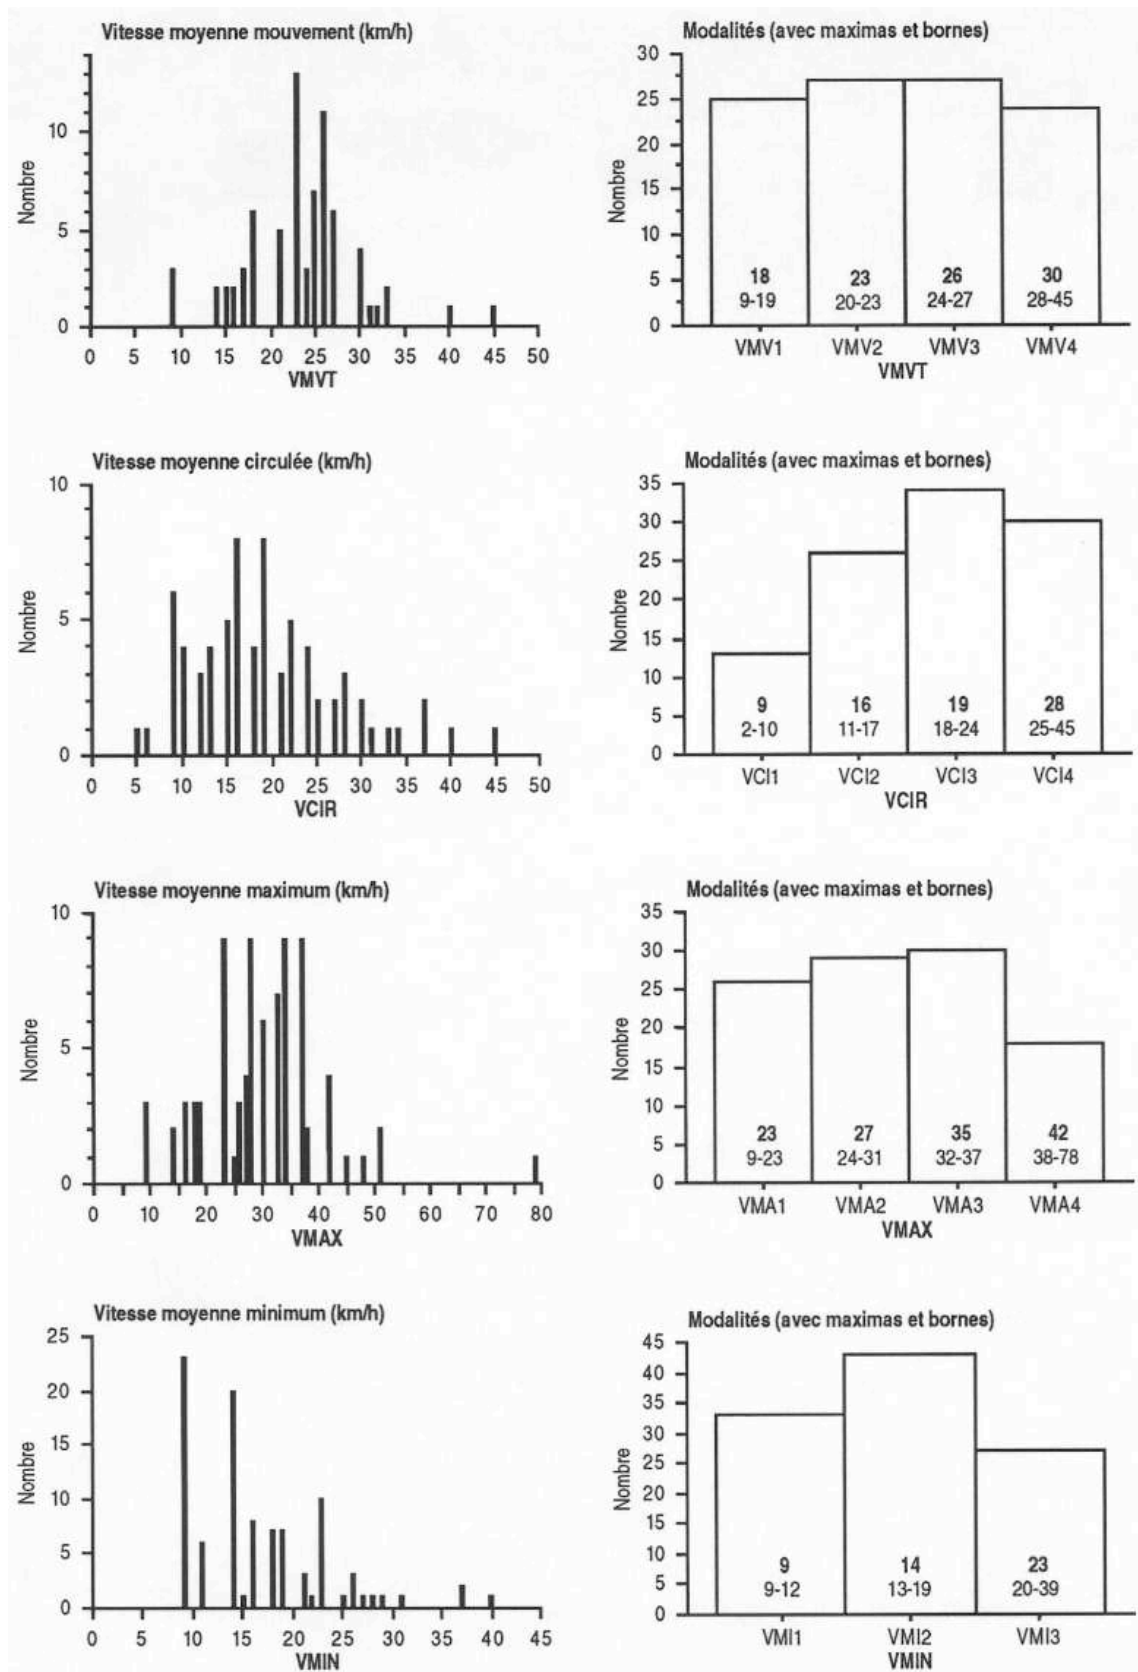 Vitesse moyenne mouvement (km/h)
10
5
0
Nombre
0 5 10 15 20 25 30 35 40 45 50
VMVT
Modalités (avec maximas et bornes)
30
25
20
15
10
5
0
Nombre
18 23 26 30
9-19 20-23 24-27 28-45
VMV1 VMV2 VMV3 VMV4
VMVT
Vitesse moyenne circulée (km/h)
10
5
0
Nombre
0 5 10 15 20 25 30 35 40 45 50
VCIR
Modalités (avec maximas et bornes)
35
30
25
20
15
10
5
0
Nombre
9 16 19 28
2-10 11-17 18-24 25-45
VCI1 VCI2 VCI3 VCI4
VCIR
Vitesse moyenne maximum (km/h)
10
5
0
Nombre
0 10 20 30 40 50 60 70 80
VMAX
Modalités (avec maximas et bornes)
35
30
25
20
15
10
5
0
Nombre
23 27 35 42
9-23 24-31 32-37 38-78
VMA1 VMA2 VMA3 VMA4
VMAX
Vitesse moyenne minimum (km/h)
25
20
15
10
5
0
Nombre
0 5 10 15 20 25 30 35 40 45
VMIN
Modalités (avec maximas et bornes)
45
40
35
30
25
20
15
10
5
0
Nombre
9 14 23
9-12 13-19 20-39
VMI1 VMI2 VMI3
VMIN